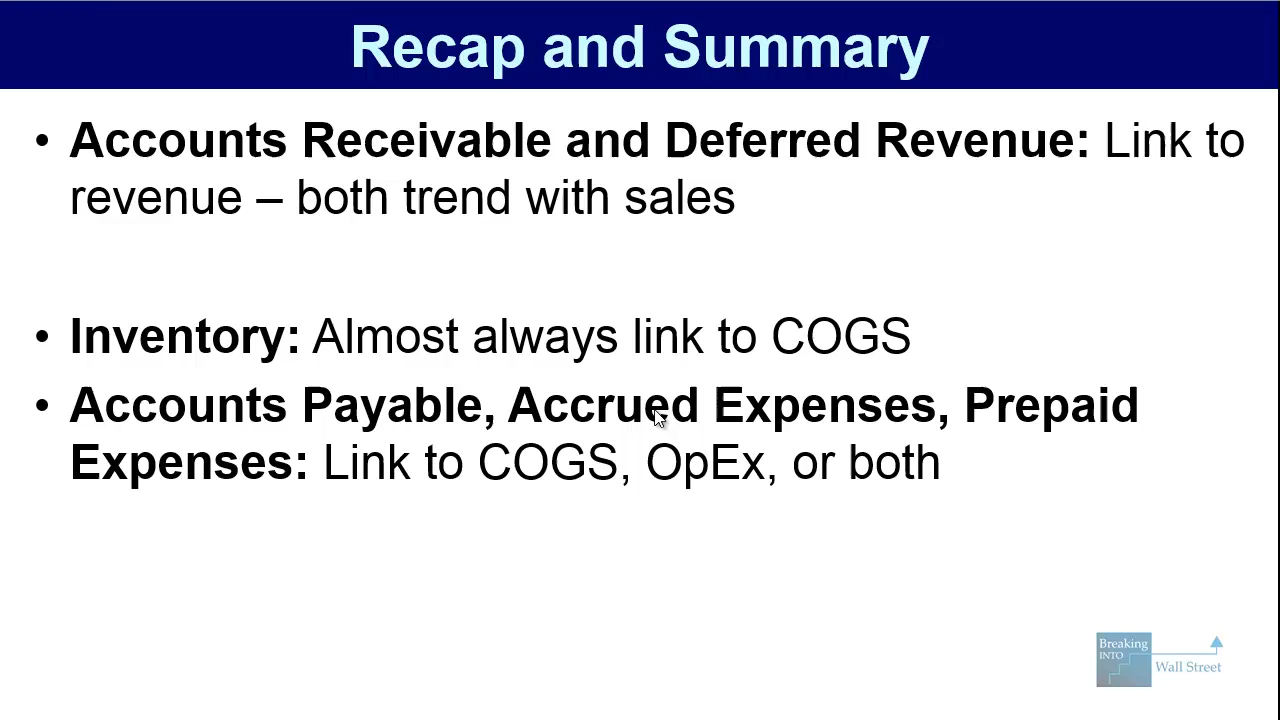 Recap and Summary
• Accounts Receivable and Deferred Revenue: Link to
revenue – both trend with sales
• Inventory: Almost always link to COGS
• Accounts Payable, Accrued Expenses, Prepaid
Expenses: Link to COGS, OpEx, or both
Breaking
INTO
Wall Street